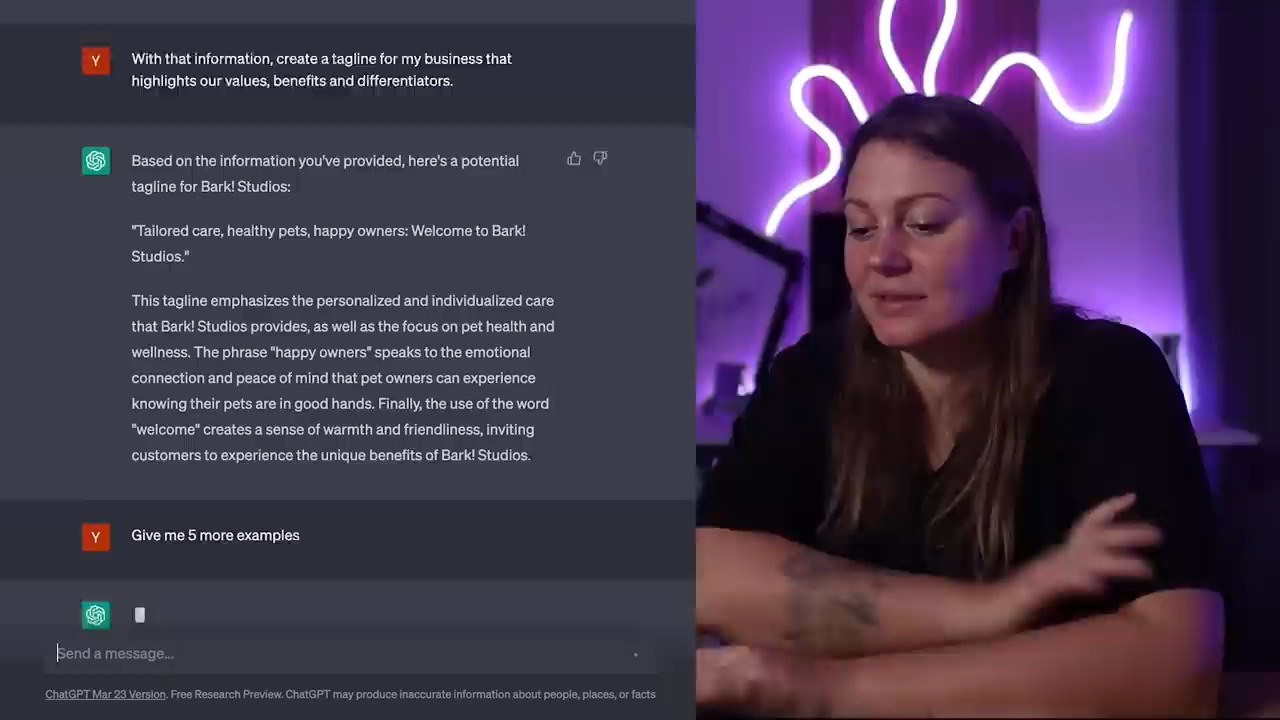 Y
With that information, create a tagline for my business that
highlights our values, benefits and differentiators.
Based on the information you've provided, here's a potential
tagline for Bark! Studios:
"Tailored care, healthy pets, happy owners: Welcome to Bark!
Studios."
This tagline emphasizes the personalized and individualized care
that Bark! Studios provides, as well as the focus on pet health and
wellness. The phrase "happy owners" speaks to the emotional
connection and peace of mind that pet owners can experience
knowing their pets are in good hands. Finally, the use of the word
"welcome" creates a sense of warmth and friendliness, inviting
customers to experience the unique benefits of Bark! Studios.
Y
Give me 5 more examples
Send a message...
ChatGPT Mar 23 Version. Free Research Preview. ChatGPT may produce inaccurate information about people, places, or facts